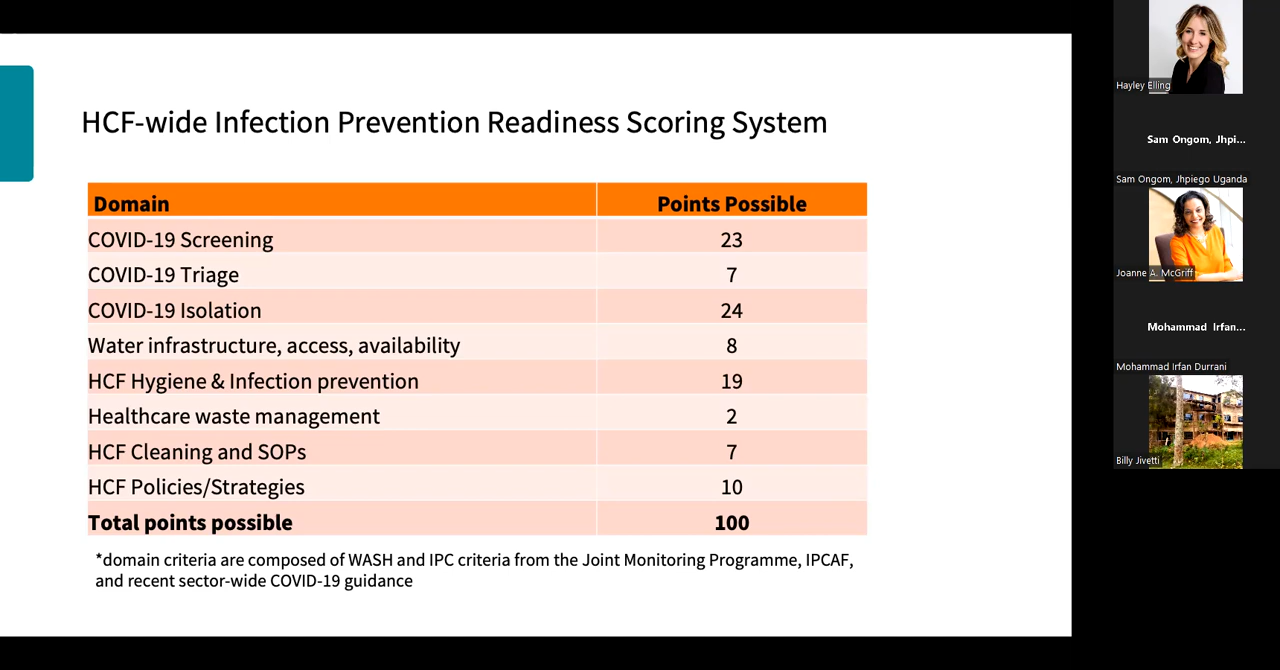 HCF-wide Infection Prevention Readiness Scoring System
Domain Points Possible
COVID-19 Screening 23
COVID-19 Triage 7
COVID-19 Isolation 24
Water infrastructure, access, availability 8
HCF Hygiene & Infection prevention 19
Healthcare waste management 2
HCF Cleaning and SOPs 7
HCF Policies/Strategies 10
Total points possible 100
*domain criteria are composed of WASH and IPC criteria from the Joint Monitoring Programme, IPCAF,
and recent sector-wide COVID-19 guidance
Hayley Elling
Sam Ongom, Jhpi...
Sam Ongom, Jhpiego Uganda
Joanne A. McGriff
Mohammad Irfan...
Mohammad Irfan Durrani
Billy Jivetti